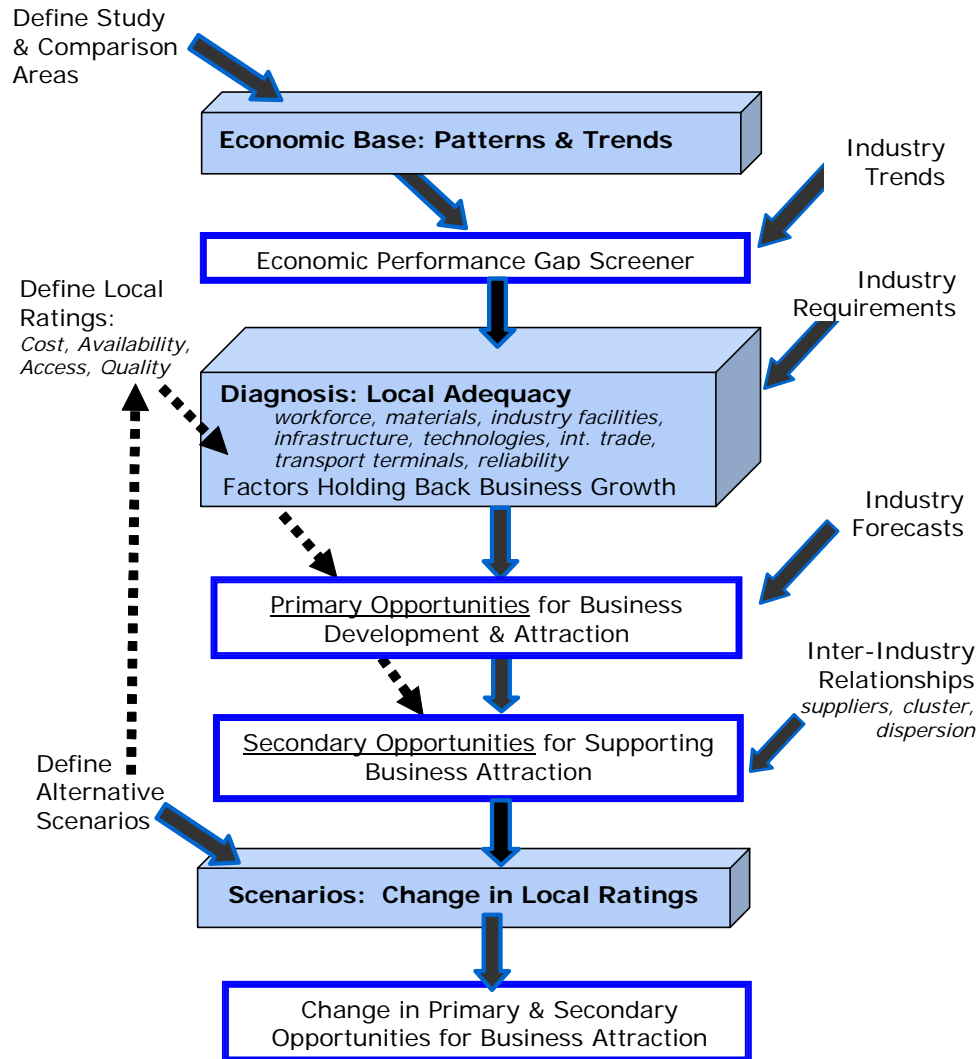 Define Study
& Comparison
Areas
Economic Base: Patterns & Trends
Industry
Trends
Economic Performance Gap Screener
Define Local
Ratings:
Cost, Availability,
Access, Quality
Industry
Requirements
Diagnosis: Local Adequacy
workforce, materials, industry facilities,
infrastructure, technologies, int. trade,
transport terminals, reliability
Factors Holding Back Business Growth
Industry
Forecasts
Primary Opportunities for Business
Development & Attraction
Inter-Industry
Relationships
suppliers, cluster,
dispersion
Secondary Opportunities for Supporting
Business Attraction
Define
Alternative
Scenarios
Scenarios: Change in Local Ratings
Change in Primary & Secondary
Opportunities for Business Attraction